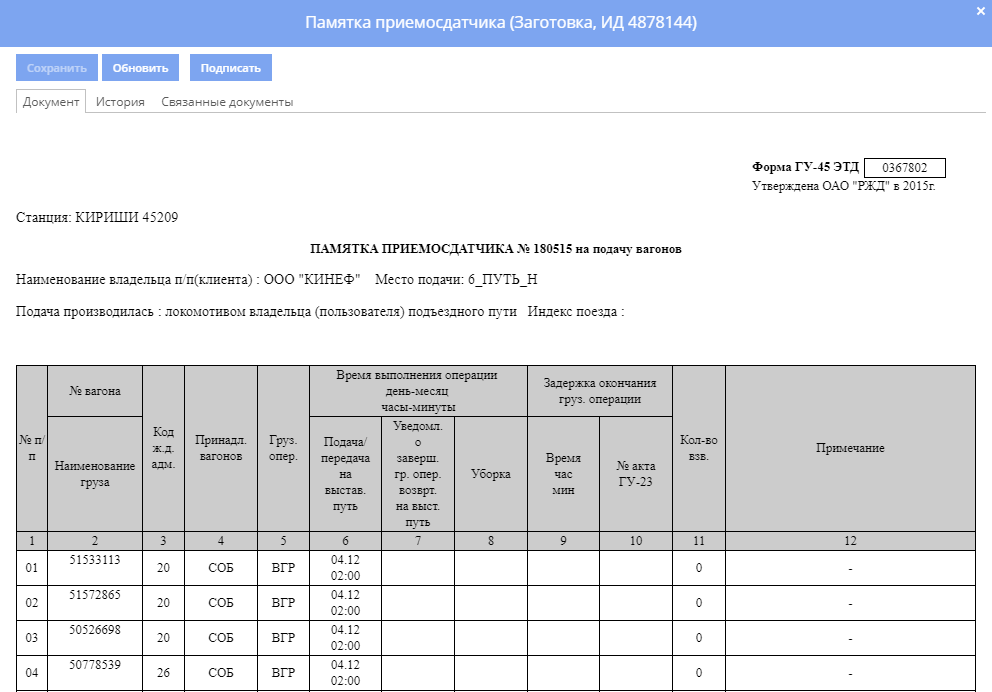 Памятка приемосдатчика (Заготовка, ИД 4878144)
×
Сохранить Обновить Подписать
Документ История Связанные документы
Форма ГУ-45 ЭТД 0367802
Утверждена ОАО "РЖД" в 2015г.
Станция: КИРИШИ 45209
ПАМЯТКА ПРИЕМОСДАТЧИКА № 180515 на подачу вагонов
Наименование владельца п/п(клиента) : ООО "КИНЕФ" Место подачи: 6_ПУТЬ_Н
Подача производилась : локомотивом владельца (пользователя) подъездного пути Индекс поезда :
№ п/
п
№ вагона
Наименование
груза
Код
ж.д.
адм.
Принадл.
вагонов
Груз.
опер.
Время выполнения операции
день-месяц
часы-минуты
Подача/
передача
на
выстав.
путь
Уведомл.
о
заверш.
гр. опер.
возврт.
на выст.
путь
Уборка
Задержка окончания
груз. операции
Время
час
мин
№ акта
ГУ-23
Кол-во
взв.
Примечание
1 2 3 4 5 6 7 8 9 10 11 12
01 51533113 20 СОБ ВГР 04.12 0 -
02:00
02 51572865 20 СОБ ВГР 04.12 0 -
02:00
03 50526698 20 СОБ ВГР 04.12 0 -
02:00
04 50778539 26 СОБ ВГР 04.12 0 -
02:00